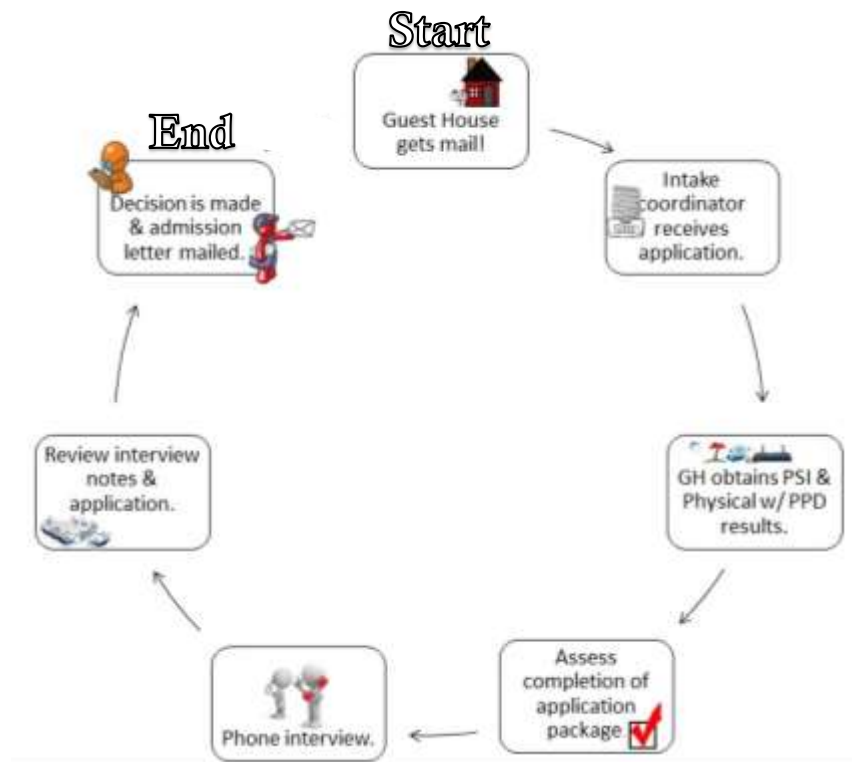 Start
Guest House
gets mail!
Intake
coordinator
receives
application.
GH obtains PSI &
Physical w/ PPD
results.
Assess
completion of
application
package
Phone interview.
Review interview
notes &
application.
End
Decision is made
& admission
letter mailed.